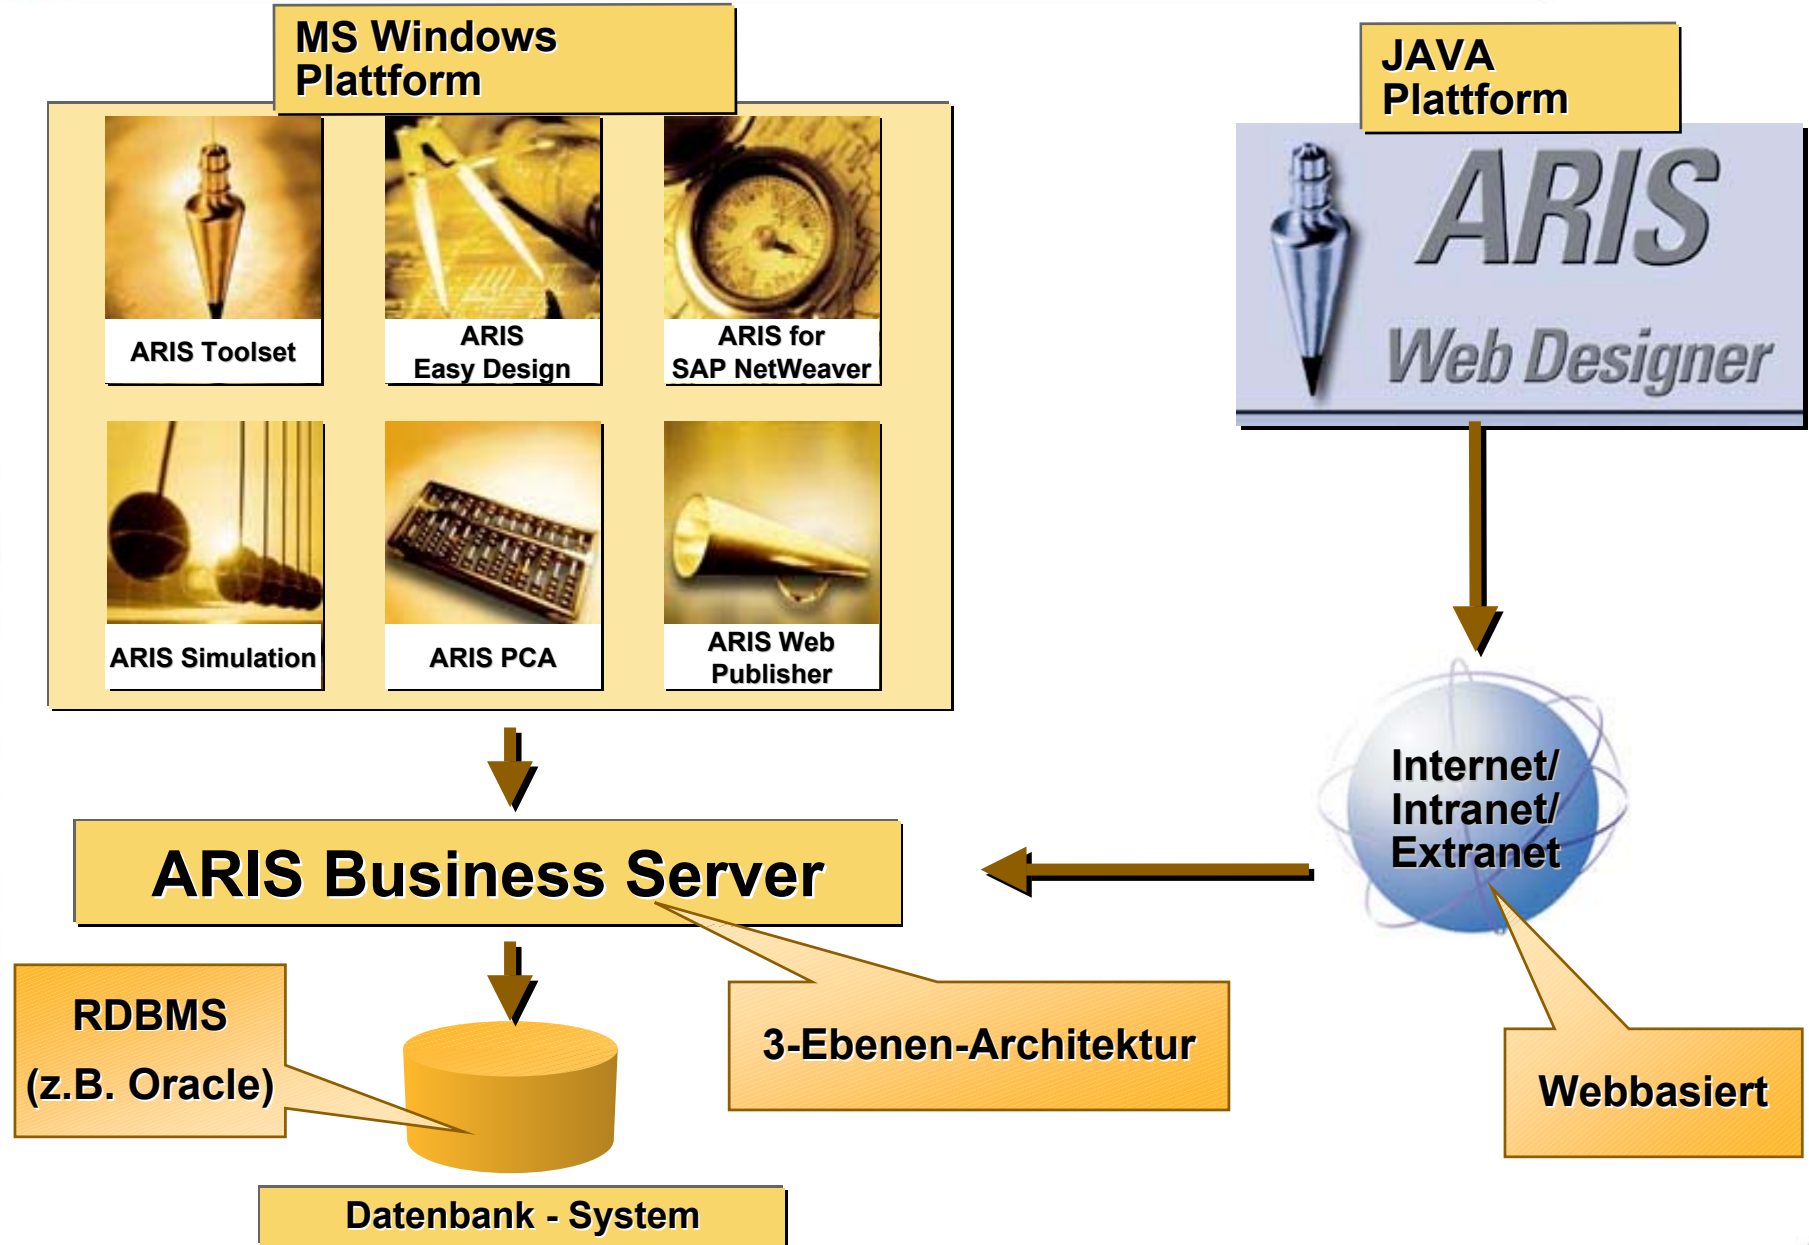 MS Windows
Plattform
JAVA
Plattform
ARIS Toolset
ARIS
Easy Design
ARIS for
SAP NetWeaver
ARIS
Web Designer
ARIS Simulation
ARIS PCA
ARIS Web
Publisher
Internet/
Intranet/
Extranet
ARIS Business Server
RDBMS
(z.B. Oracle)
3-Ebenen-Architektur
Webbasiert
Datenbank - System